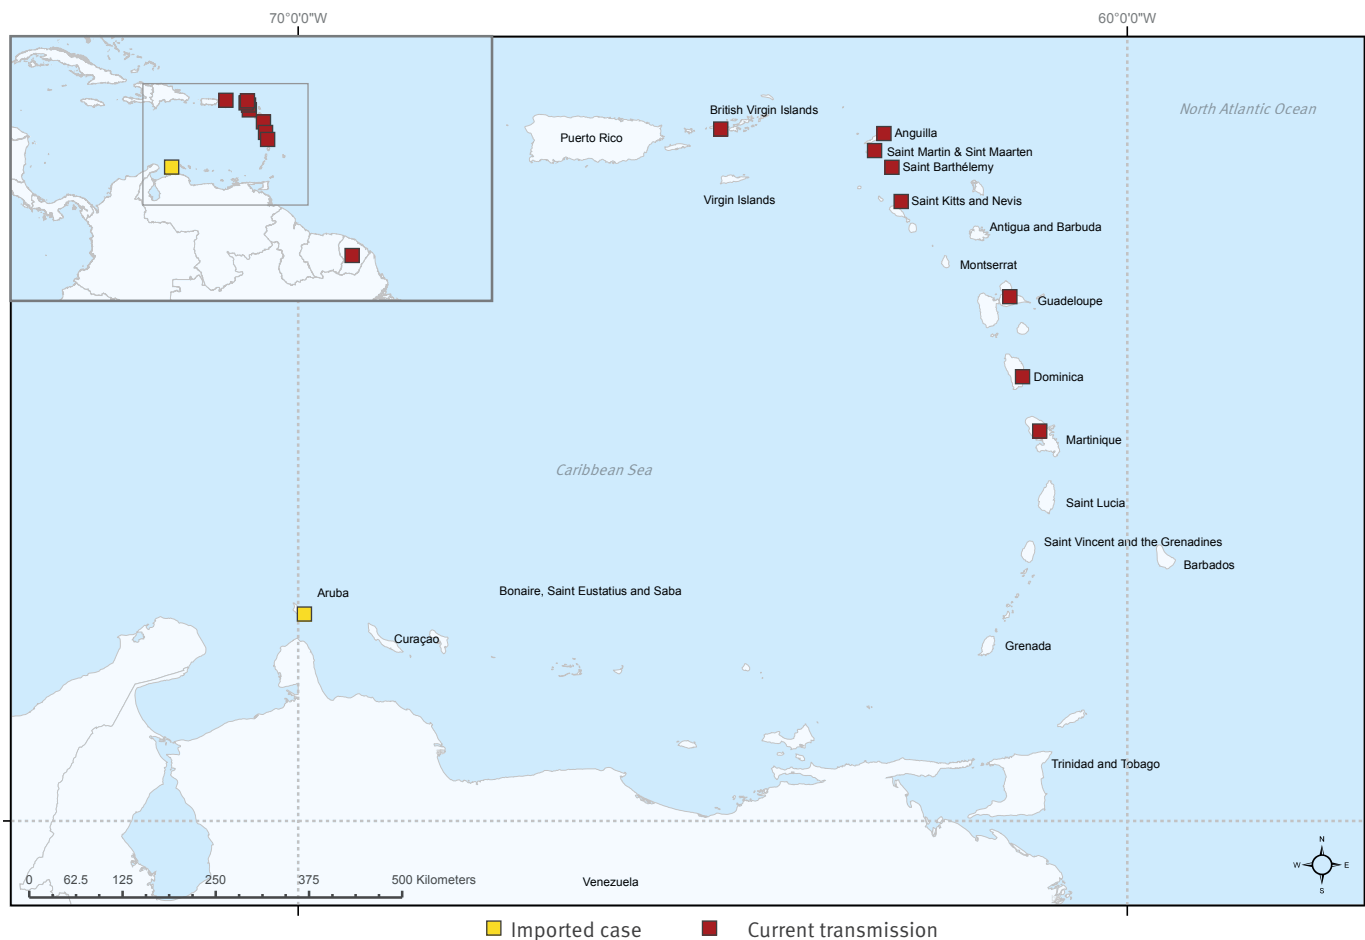 70°0'0"W
60°0'0"W
North Atlantic Ocean
British Virgin Islands
Puerto Rico
Anguilla
Saint Martin & Sint Maarten
Saint Barthélemy
Virgin Islands
Saint Kitts and Nevis
Antigua and Barbuda
Montserrat
Guadeloupe
Dominica
Martinique
Caribbean Sea
Saint Lucia
Saint Vincent and the Grenadines
Barbados
Aruba
Bonaire, Saint Eustatius and Saba
Curaçao
Grenada
Trinidad and Tobago
N
W
E
S
0 62.5 125 250 375 500 Kilometers
Venezuela
Imported case
Current transmission